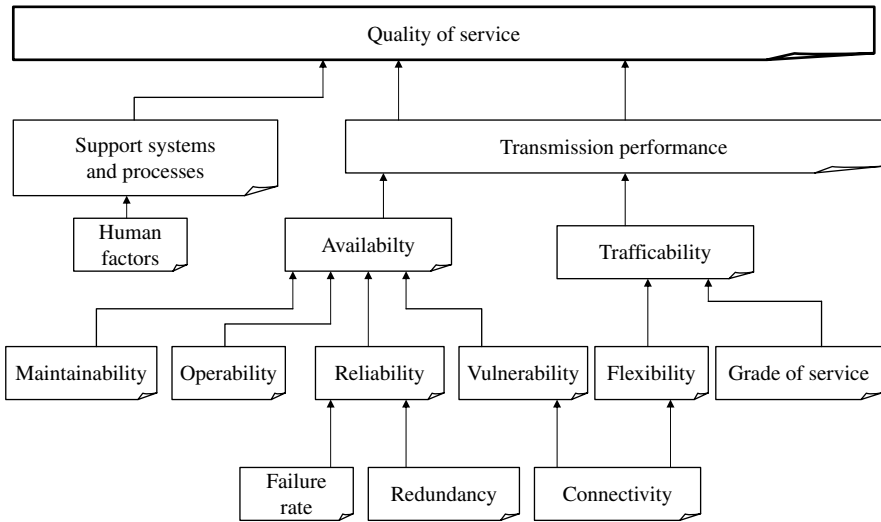 Quality of service
Support systems
and processes
Transmission performance
Human
factors
Availabilty
Trafficability
Maintainability
Operability
Reliability
Vulnerability
Flexibility
Grade of service
Failure
rate
Redundancy
Connectivity